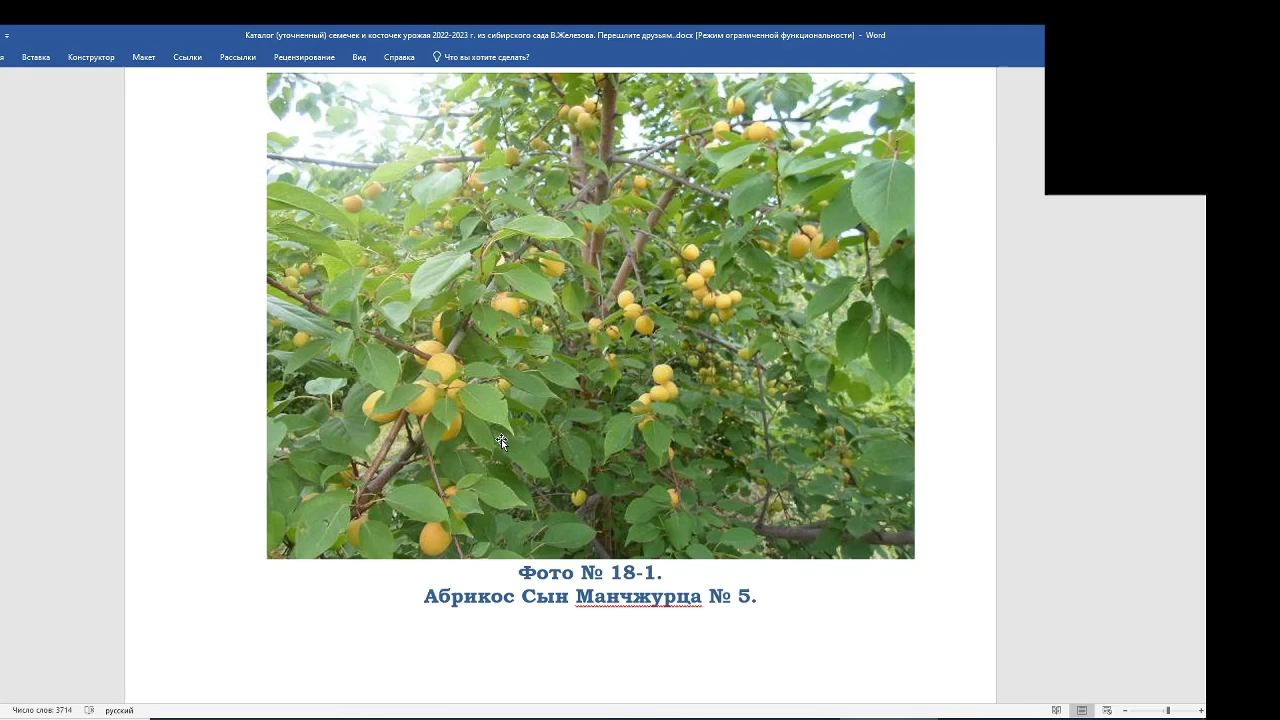 Каталог (уточненный) семечек и косточек урожая 2022-2023 г. из сибирского сада В.Железова. Перешлите друзьям..docx [Режим ограниченной функциональности] - Word
я Вставка Конструктор Макет Ссылки Рассылки Рецензирование Вид Справка Что вы хотите сделать?
Фото № 18-1.
Абрикос Сын Манчжурца № 5.
Число слов: 3714 русский